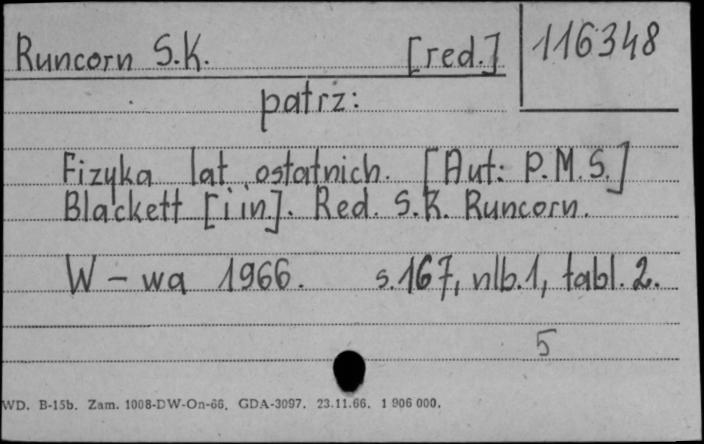 Runcorn S.K. [red.] 116348
patrz:
Fizyka lat ostatnich. [Aut: P.M.S.]
Blackett [i in.]. Red. S.K. Runcorn.
W-wa 1966. s.167, nlb.1, tabl.2.
5
WD. B-15b. Zam. 1008-DW-On-66. GDA-3097. 23.11.66. 1 906 000.